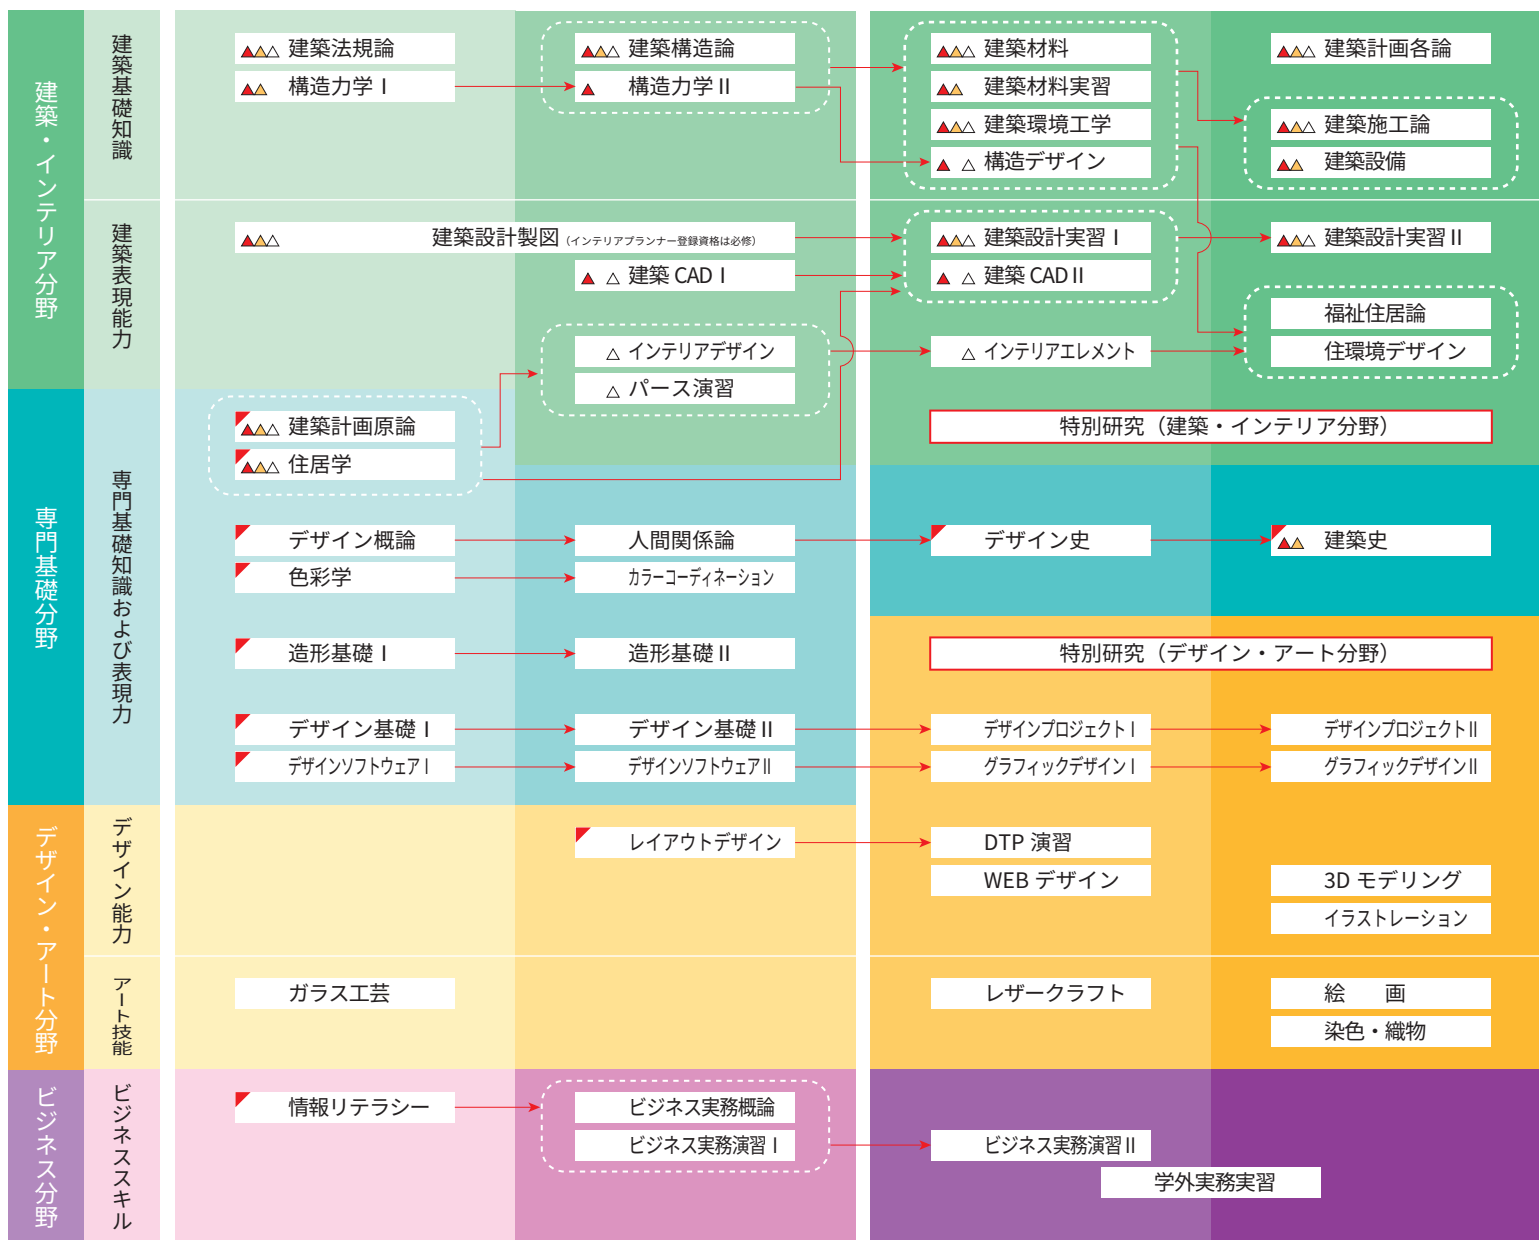 建築・インテリア分野
建築基礎知識
建築法規論
構造力学Ⅰ
建築構造論
構造力学Ⅱ
建築材料
建築材料実習
建築環境工学
構造デザイン
建築計画各論
建築施工論
建築設備
建築表現能力
建築設計製図（インテリアプランナー登録資格は必修）
建築 CADⅠ
インテリアデザイン
パース演習
建築設計実習Ⅰ
建築 CADⅡ
インテリアエレメント
建築設計実習Ⅱ
福祉住居論
住環境デザイン
特別研究（建築・インテリア分野）
専門基礎分野
専門基礎知識および表現力
建築計画原論
住居学
デザイン概論
色彩学
造形基礎Ⅰ
デザイン基礎Ⅰ
デザインソフトウェアⅠ
人間関係論
カラーコーディネーション
造形基礎Ⅱ
デザイン基礎Ⅱ
デザインソフトウェアⅡ
デザイン史
建築史
特別研究（デザイン・アート分野）
デザインプロジェクトⅠ
グラフィックデザインⅠ
デザインプロジェクトⅡ
グラフィックデザインⅡ
デザイン・アート分野
デザイン能力
レイアウトデザイン
DTP 演習
WEB デザイン
3D モデリング
イラストレーション
アート技能
ガラス工芸
レザークラフト
絵　　画
染色・織物
ビジネス分野
ビジネススキル
情報リテラシー
ビジネス実務概論
ビジネス実務演習Ⅰ
ビジネス実務演習Ⅱ
学外実務実習